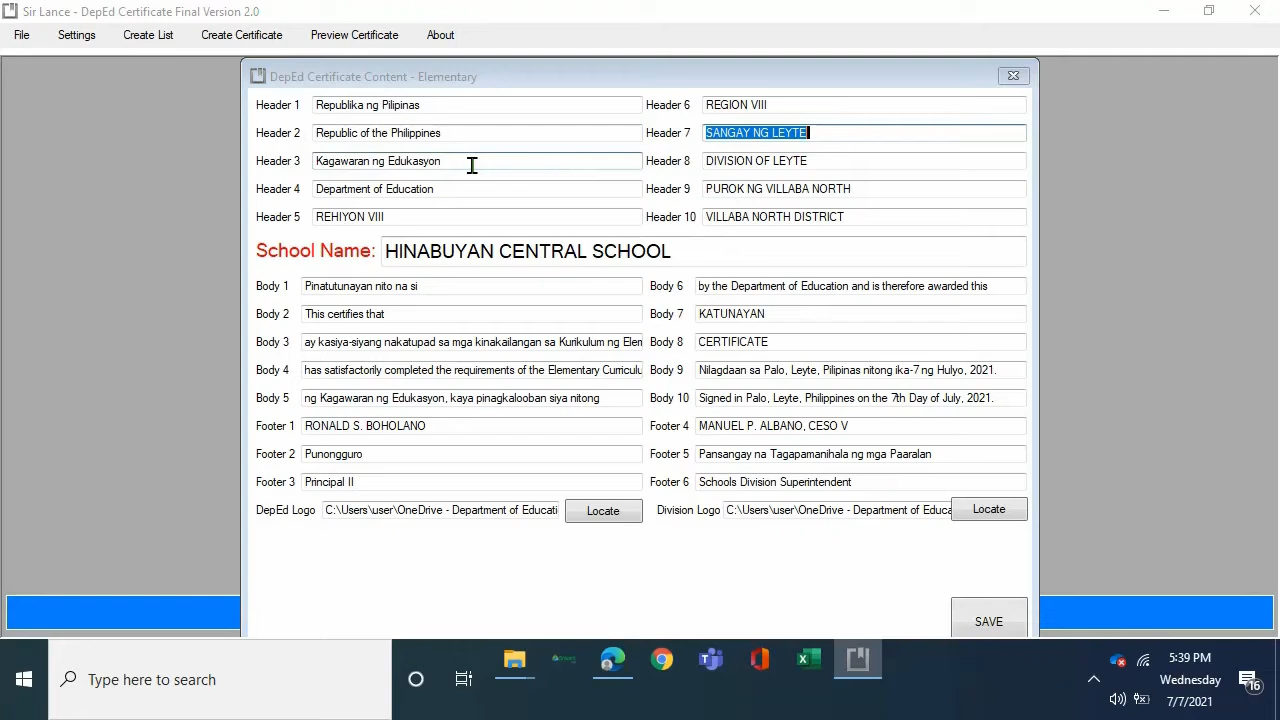 Sir Lance - DepEd Certificate Final Version 2.0
File Settings Create List Create Certificate Preview Certificate About
DepEd Certificate Content - Elementary
Header 1 Republika ng Pilipinas Header 6 REGION VIII
Header 2 Republic of the Philippines Header 7 SANGAY NG LEYTE
Header 3 Kagawaran ng Edukasyon Header 8 DIVISION OF LEYTE
Header 4 Department of Education Header 9 PUROK NG VILLABA NORTH
Header 5 REHIYON VIII Header 10 VILLABA NORTH DISTRICT
School Name: HINABUYAN CENTRAL SCHOOL
Body 1 Pinatutunayan nito na si Body 6 by the Department of Education and is therefore awarded this
Body 2 This certifies that Body 7 KATUNAYAN
Body 3 ay kasiya-siyang nakatupad sa mga kinakailangan sa Kurikulum ng Elem Body 8 CERTIFICATE
Body 4 has satisfactorily completed the requirements of the Elementary Curriculu Body 9 Nilagdaan sa Palo, Leyte, Pilipinas nitong ika-7 ng Hulyo, 2021.
Body 5 ng Kagawaran ng Edukasyon, kaya pinagkalooban siya nitong Body 10 Signed in Palo, Leyte, Philippines on the 7th Day of July, 2021.
Footer 1 RONALD S. BOHOLANO Footer 4 MANUEL P. ALBANO, CESO V
Footer 2 Punongguro Footer 5 Pansangay na Tagapamanihala ng mga Paaralan
Footer 3 Principal II Footer 6 Schools Division Superintendent
DepEd Logo C:\Users\user\OneDrive - Department of Educati Locate Division Logo C:\Users\user\OneDrive - Department of Educa Locate
SAVE
Type here to search
5:39 PM
Wednesday
7/7/2021
16